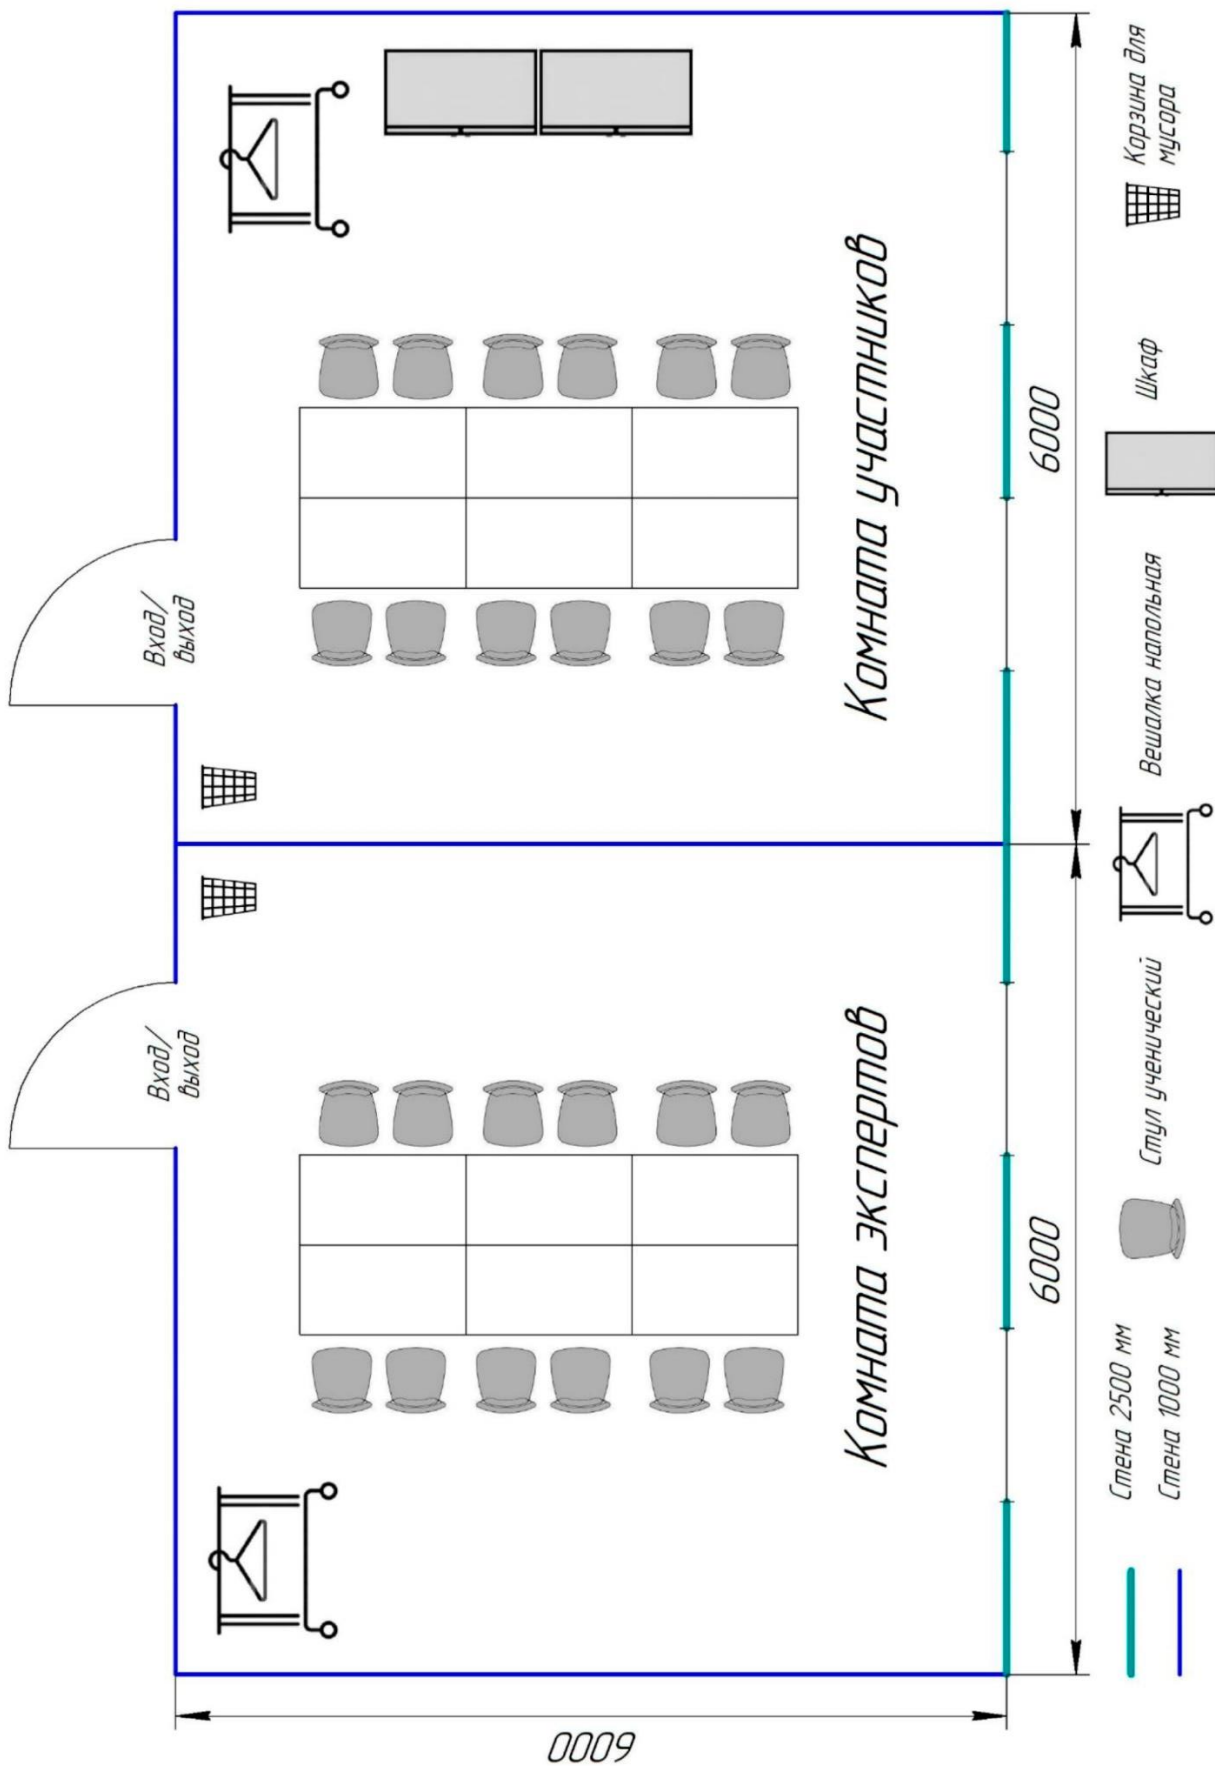 Вход/
выход
Вход/
выход
6000
Комната экспертов
Комната участников
6000
6000
Стена 2500 мм
Стена 1000 мм
Стул ученический
Вешалка напольная
Шкаф
Корзина для
мусора